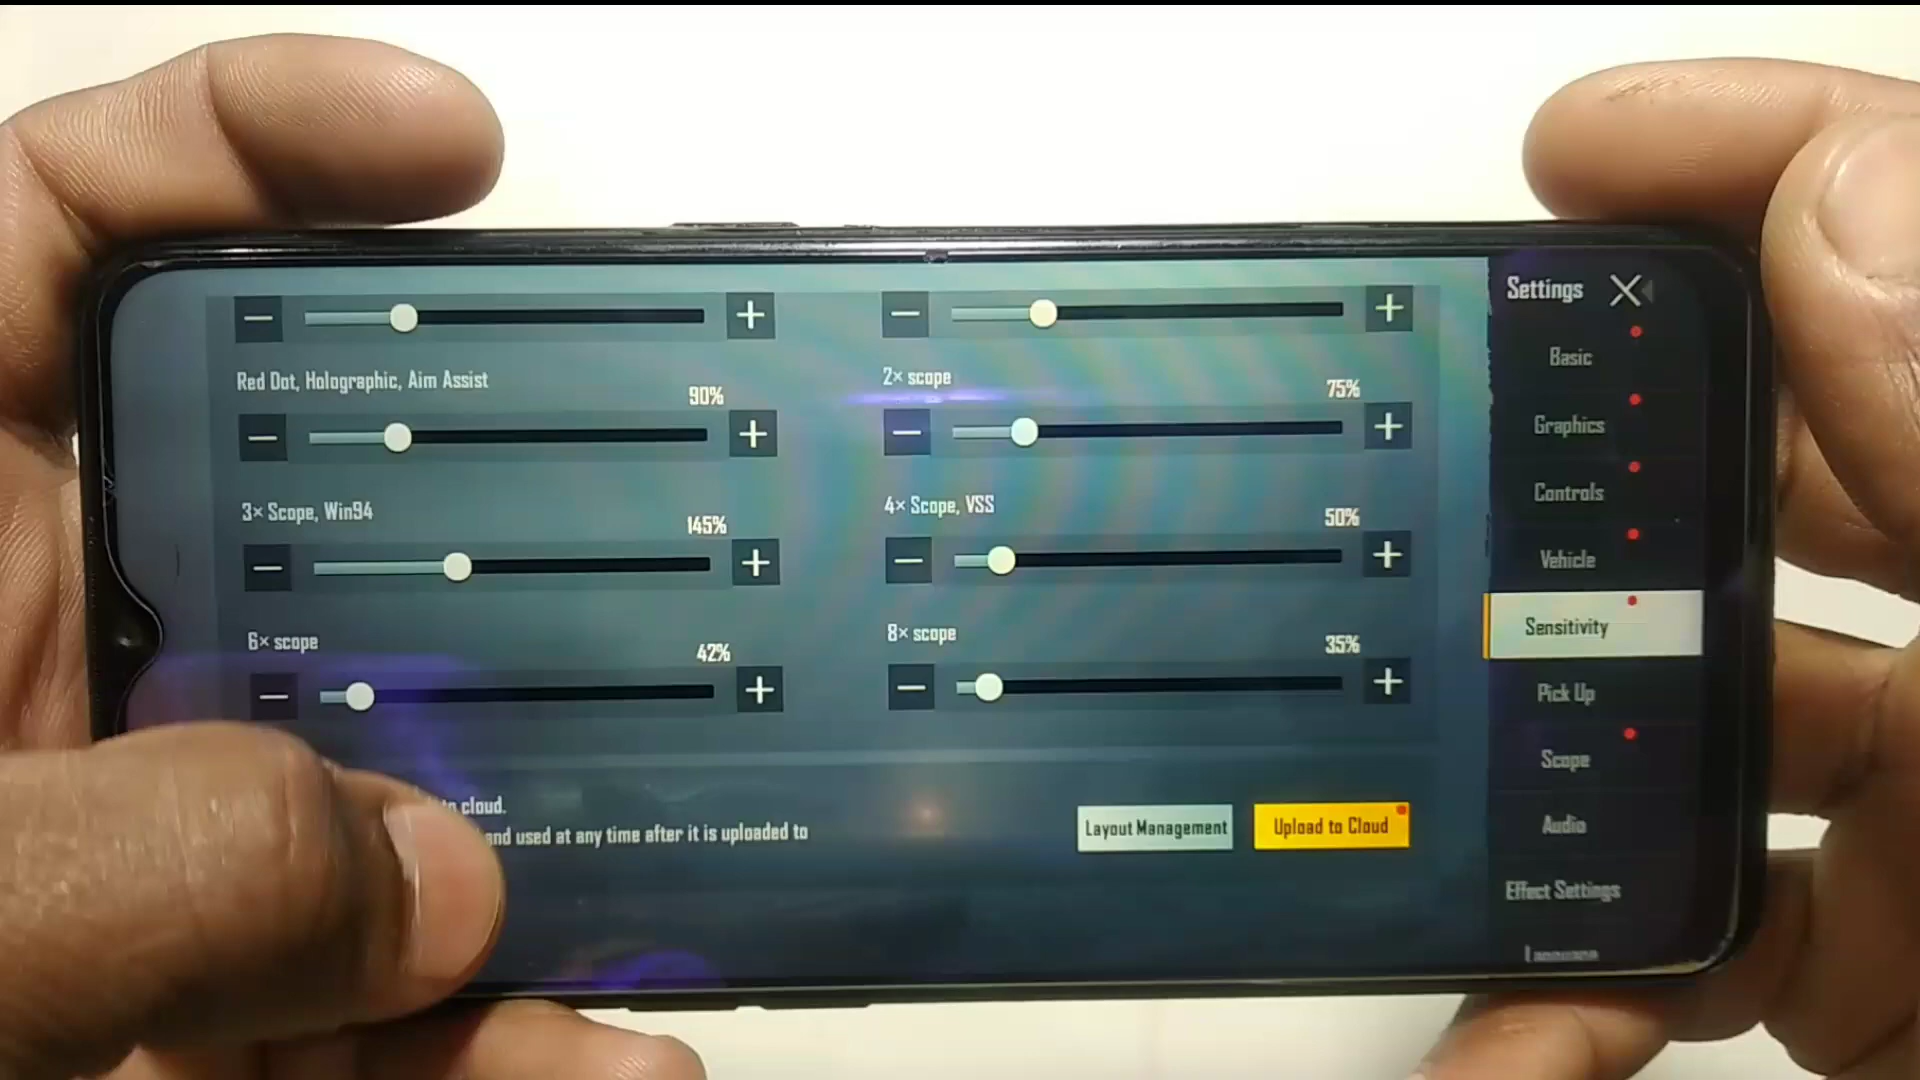 Settings
Basic
Red Dot, Holographic, Aim Assist
90%
2× scope
75%
Graphics
3× Scope, Win94
145%
4× Scope, VSS
50%
Controls
Vehicle
6× scope
42%
8× scope
35%
Sensitivity
Pick Up
Scope
cloud.
and used at any time after it is uploaded to
Layout Management
Upload to Cloud
Audio
Effect Settings